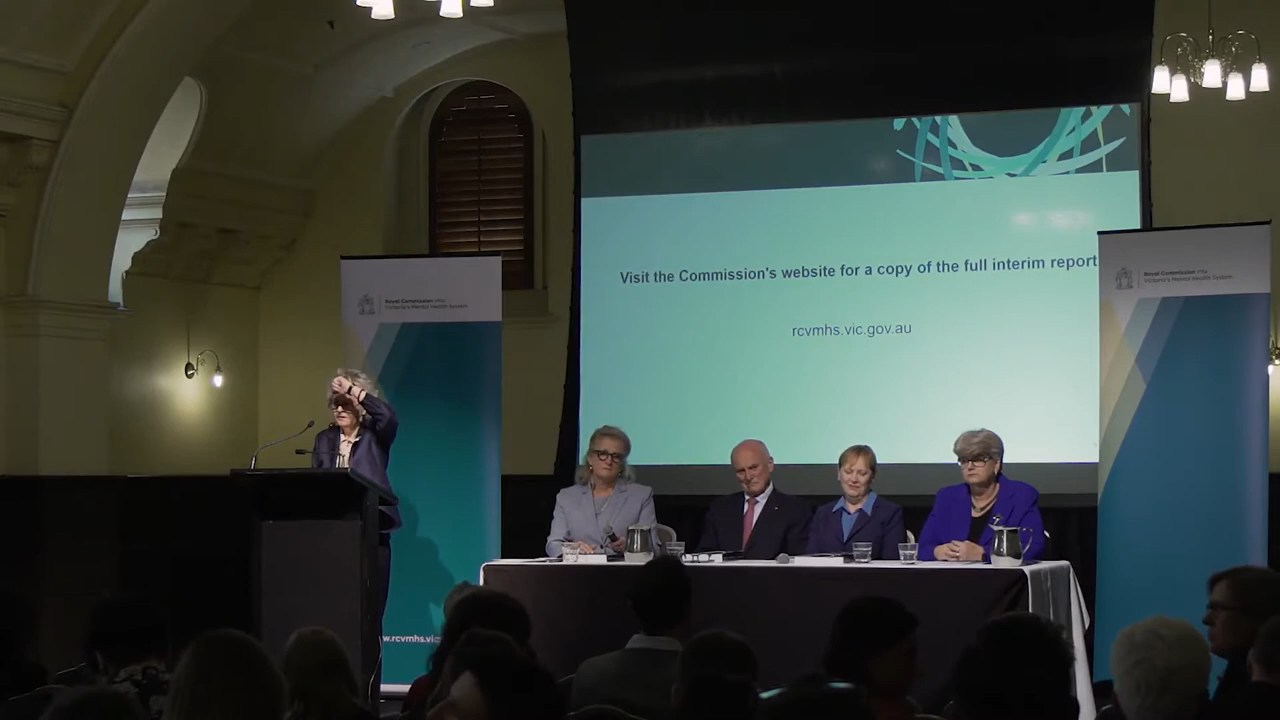 Visit the Commission's website for a copy of the full interim report
rcvmhs.vic.gov.au
Royal Commission into
Victoria's Mental Health System
Royal Commission into
Victoria's Mental Health System
w.rcvmhs.vic